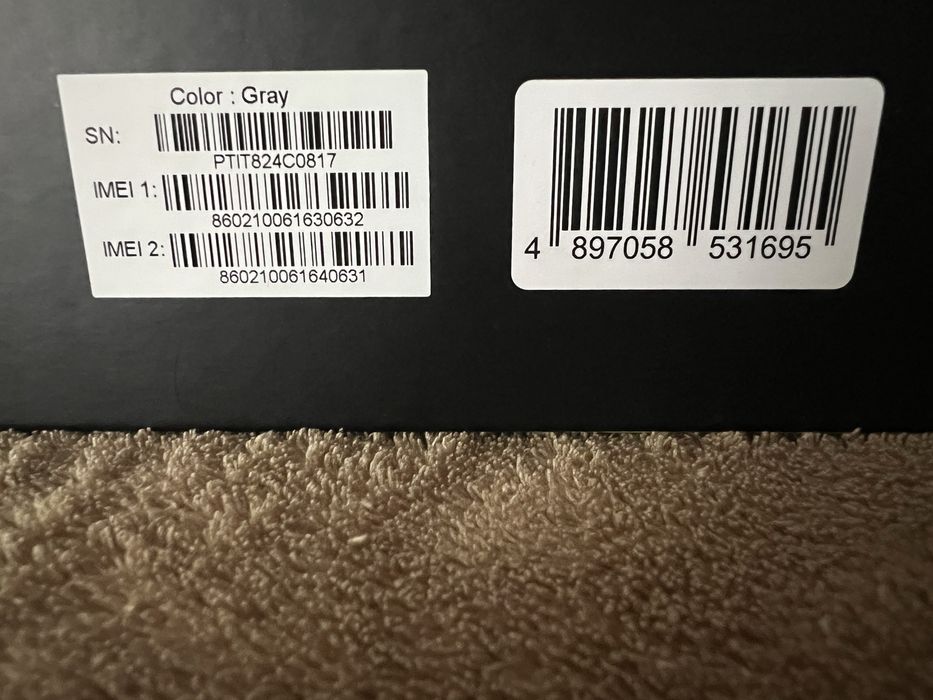 Color : Gray
SN:
PTIT824C0817
IMEI 1:
860210061630632
IMEI 2:
860210061640631
4 897058 531695